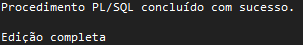 Procedimento PL/SQL concluído com sucesso.
Edição completa